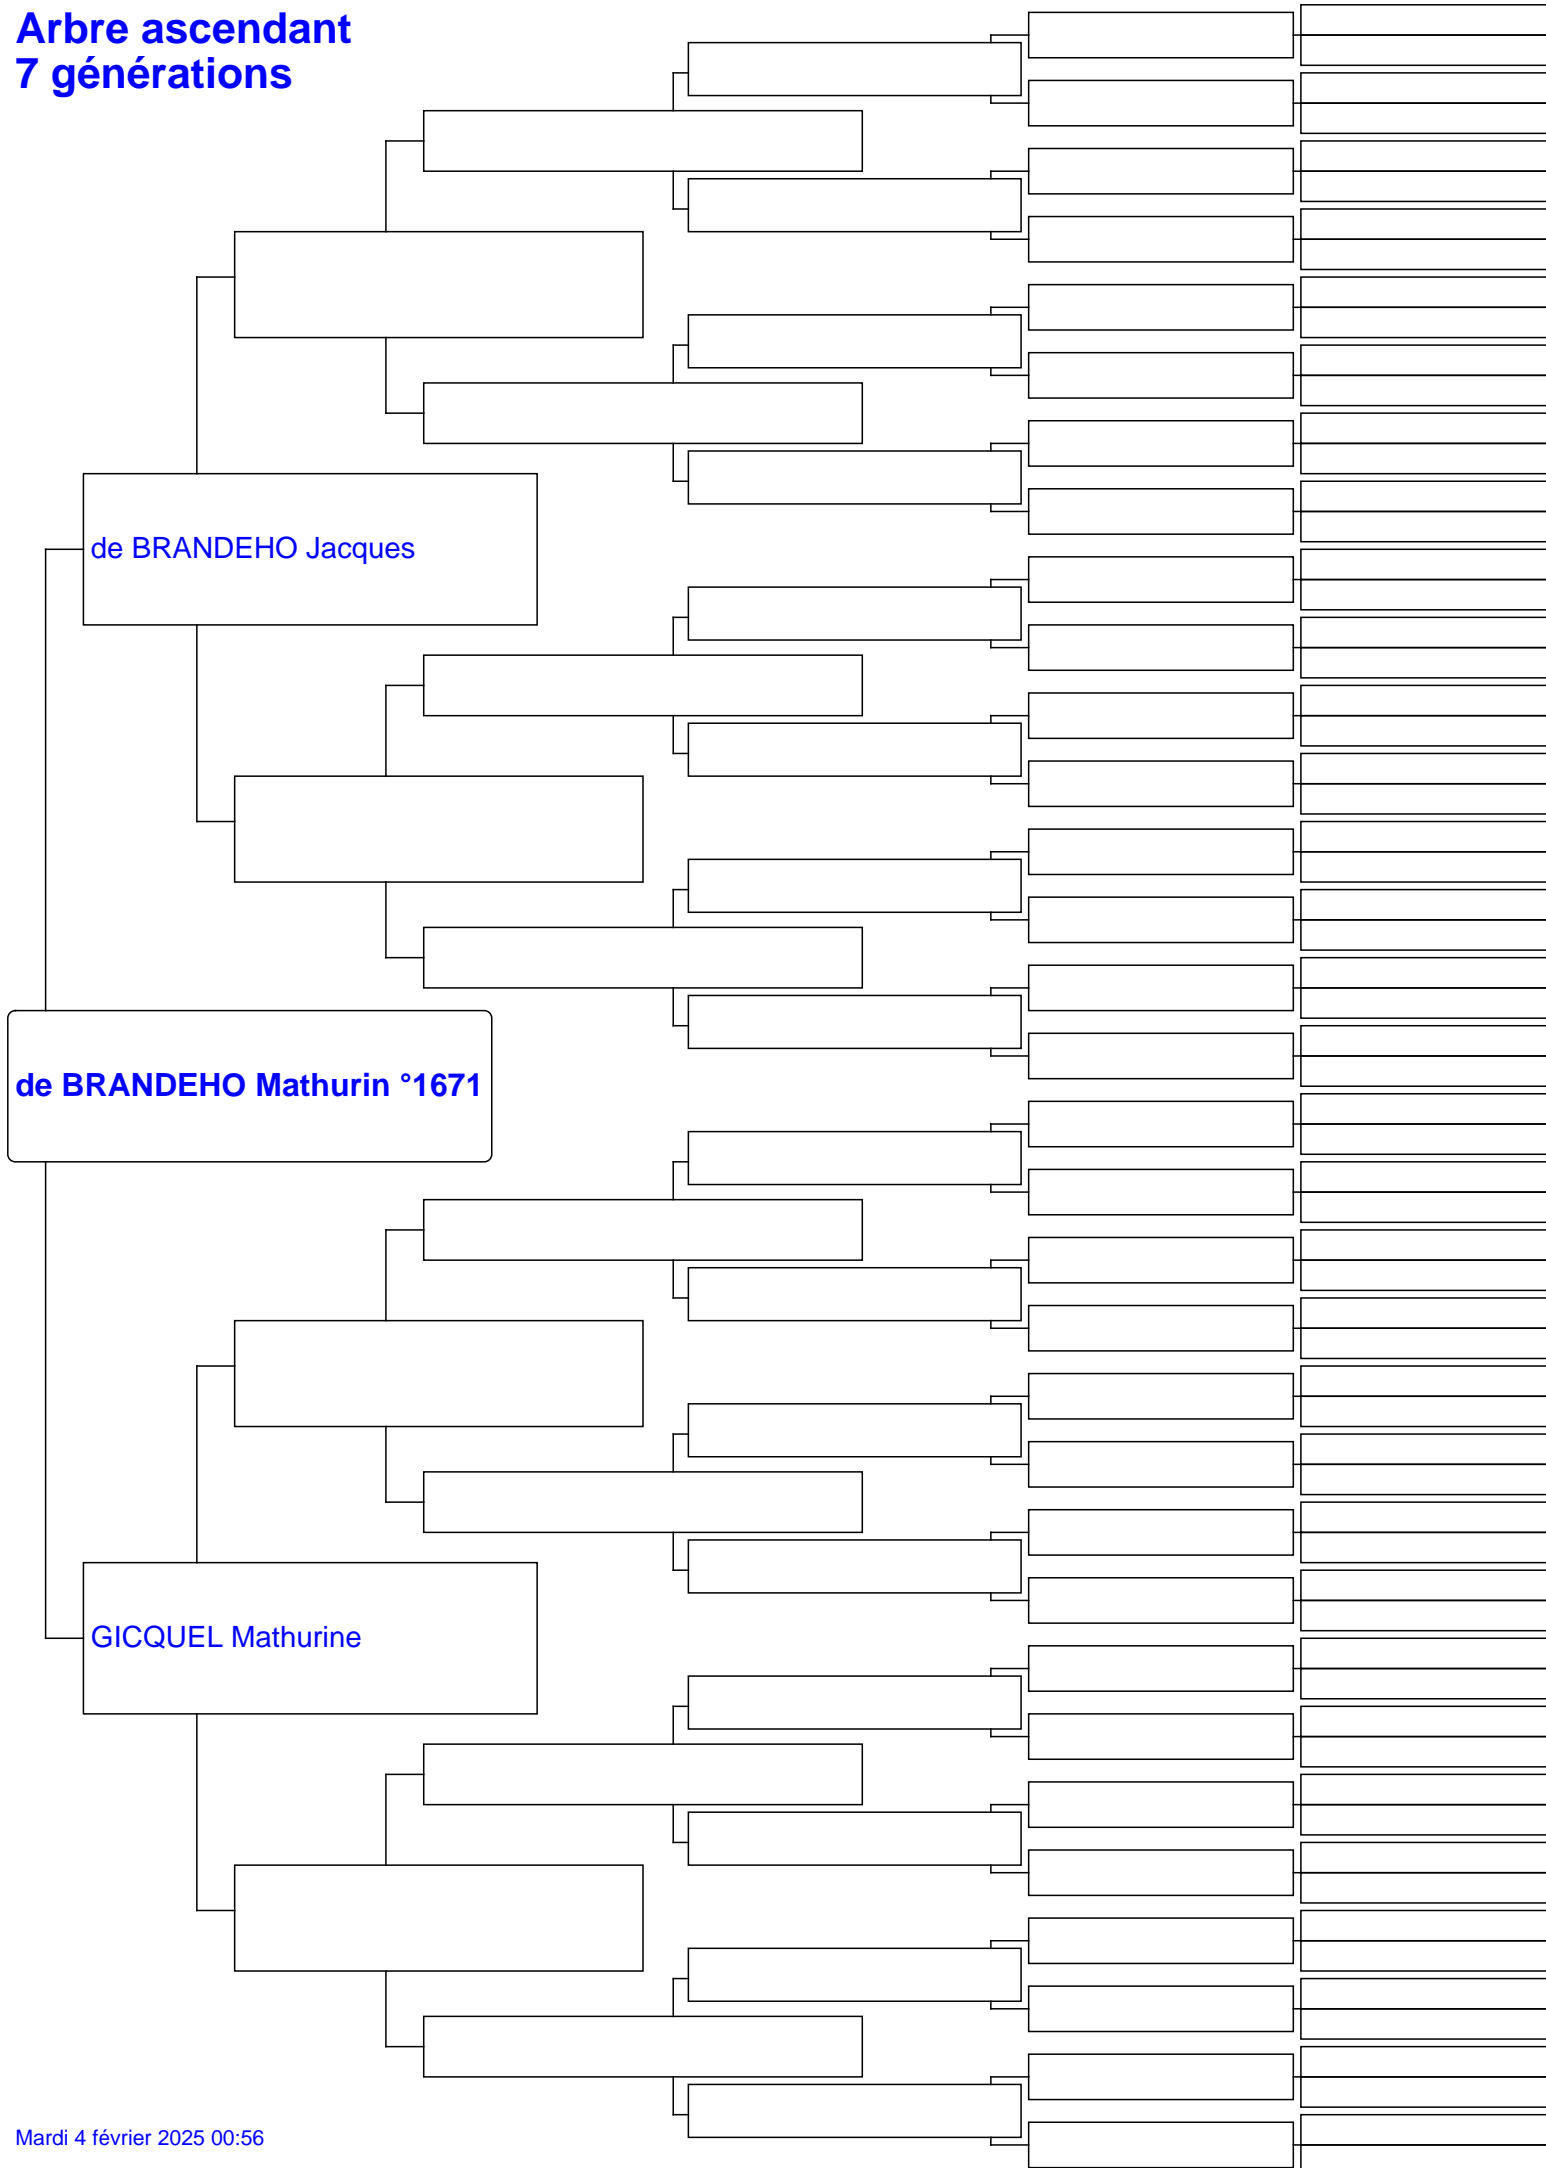 Arbre ascendant
7 générations
de BRANDEHO Jacques
de BRANDEHO Mathurin °1671
GICQUEL Mathurine
Mardi 4 février 2025 00:56